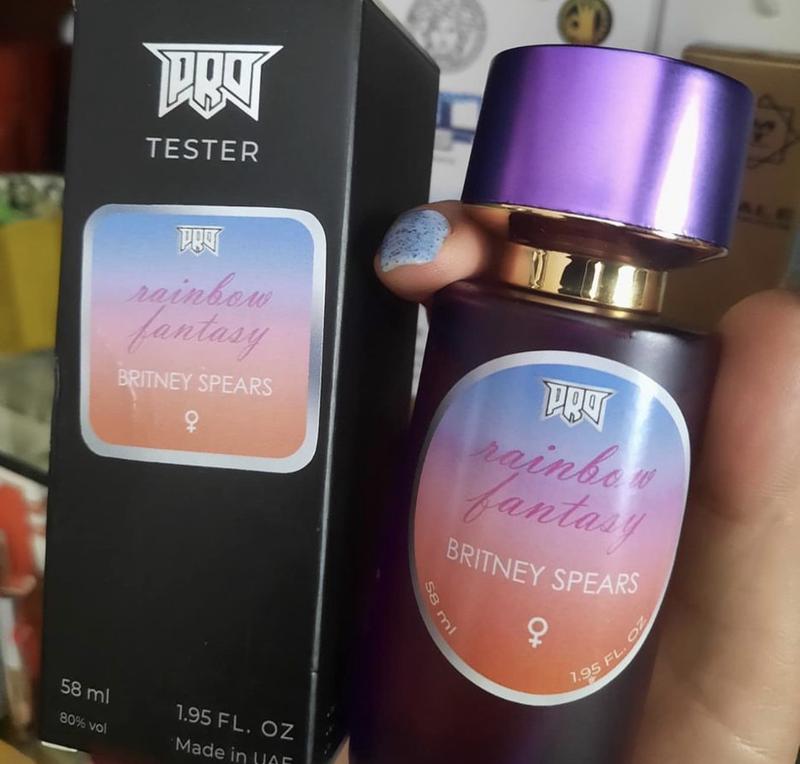 PRO
TESTER
PRO
rainbow
fantasy
BRITNEY SPEARS
58 ml
1.95 FL. OZ
80% vol
Made in UAE
PRO
rainbow
fantasy
BRITNEY SPEARS
58 ml
1.95 FL. OZ